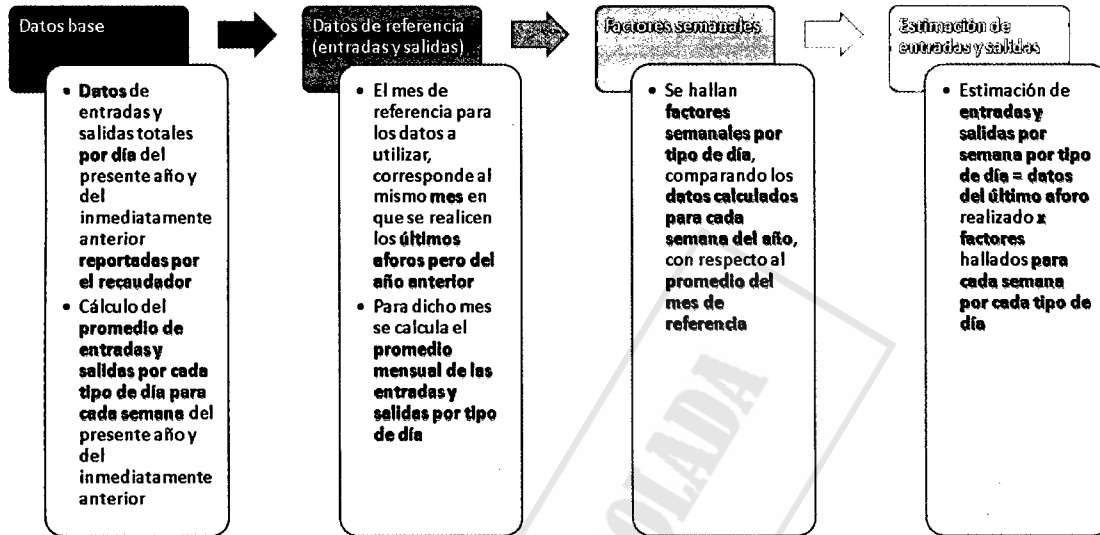 Datos base
Datos de referencia
(entradas y salidas)
Factores semanales
Estimación de
entradas y salidas
• Datos de
entradas y
salidas totales
por día del
presente año y
del
inmediatamente
anterior
reportadas por
el recaudador
• Cálculo del
promedio de
entradas y
salidas por cada
tipo de día para
cada semana del
presente año y
del
inmediatamente
anterior
• El mes de
referencia para
los datos a
utilizar,
corresponde al
mismo mes en
que se realicen
los últimos
aforos pero del
año anterior
• Para dicho mes
se calcula el
promedio
mensual de las
entradas y
salidas por tipo
de día
• Se hallan
factores
semanales por
tipo de día,
comparando los
datos calculados
para cada
semana del año,
con respecto al
promedio del
mes de
referencia
• Estimación de
entradas y
salidas por
semana por tipo
de día = datos
del último aforo
realizado x
factores
hallados para
cada semana
por cada tipo de
día